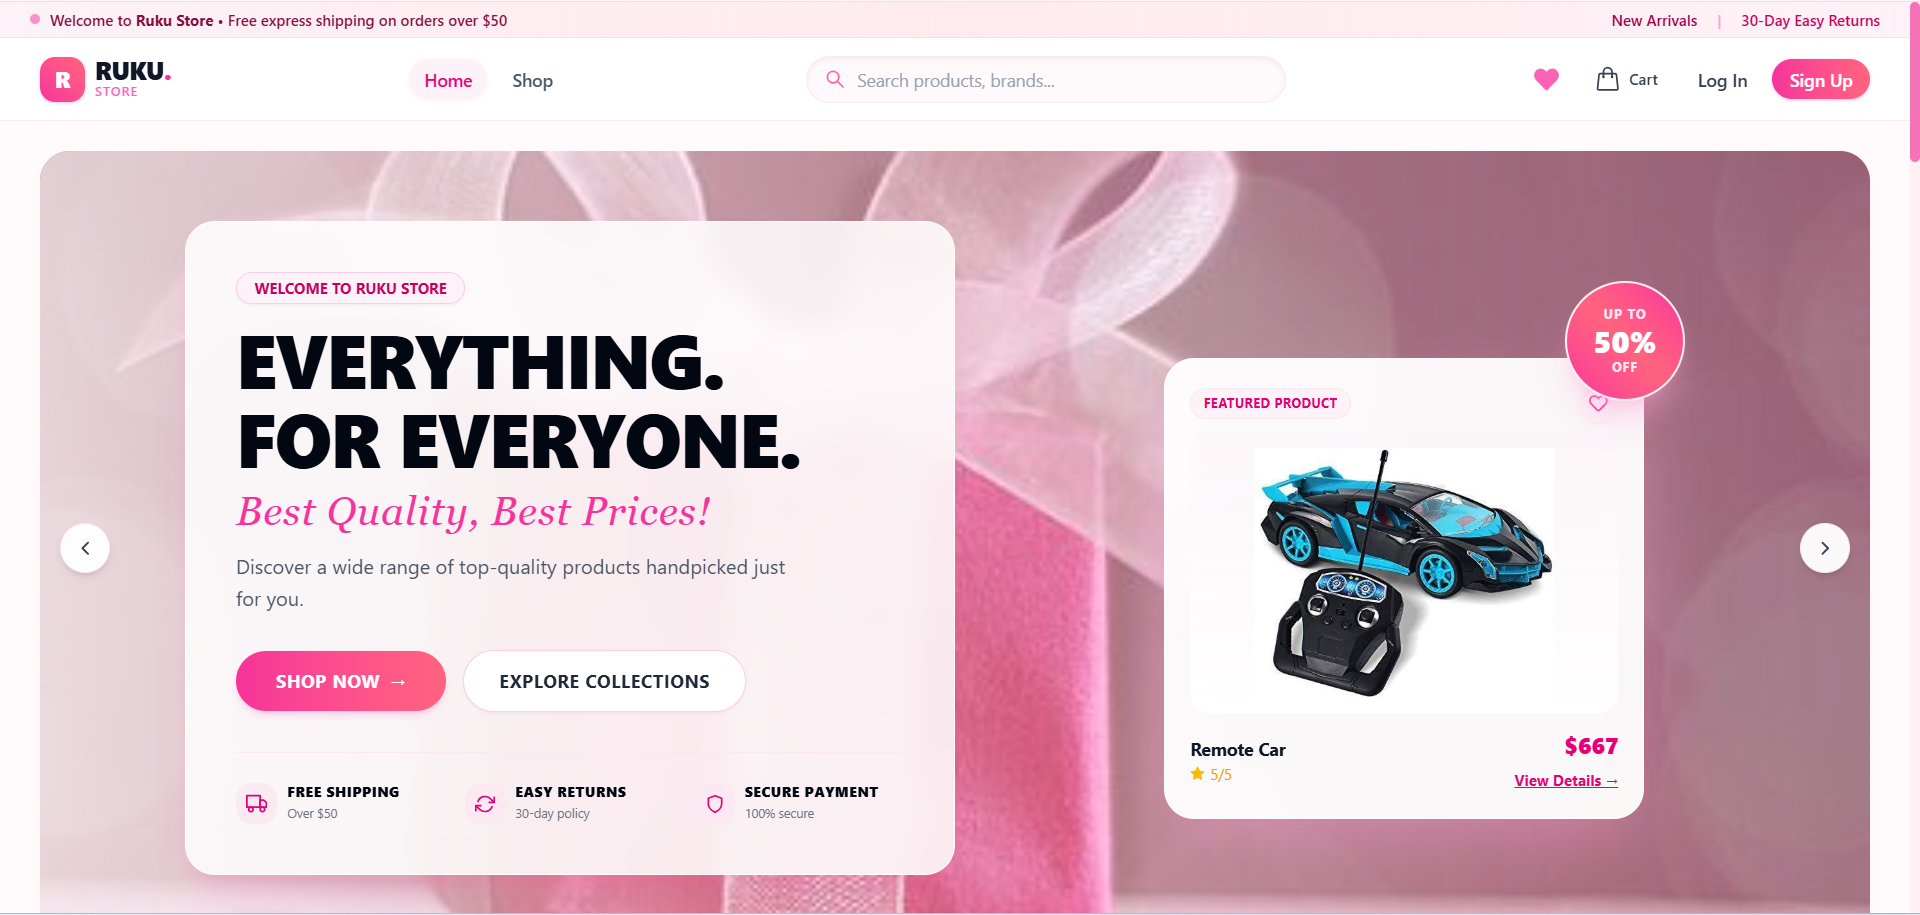 Welcome to Ruku Store • Free express shipping on orders over $50
New Arrivals | 30-Day Easy Returns
R
RUKU.
STORE
Home
Shop
Search products, brands...
Cart
Log In
Sign Up
WELCOME TO RUKU STORE
EVERYTHING.
FOR EVERYONE.
Best Quality, Best Prices!
Discover a wide range of top-quality products handpicked just
for you.
SHOP NOW →
EXPLORE COLLECTIONS
FREE SHIPPING
Over $50
EASY RETURNS
30-day policy
SECURE PAYMENT
100% secure
UP TO
50%
OFF
FEATURED PRODUCT
Remote Car
$667
5/5
View Details →